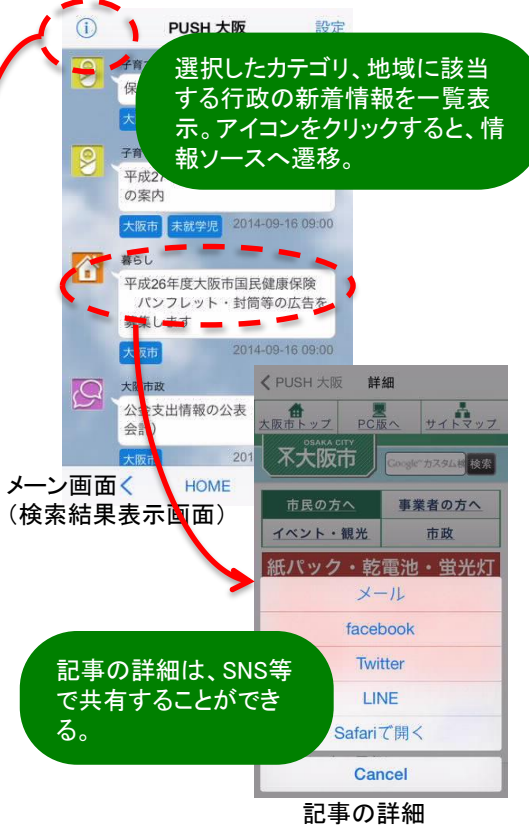 PUSH 大阪
設定
選択したカテゴリ、地域に該当
する行政の新着情報を一覧表
示。アイコンをクリックすると、情
報ソースへ遷移。
子育
保
大
子育
平成27
の案内
大阪市 未就学児 2014-09-16 09:00
暮らし
平成26年度大阪市国民健康保険
パンフレット・封筒等の広告を
募集します
大阪市 2014-09-16 09:00
大阪市政
公金支出情報の公表
会計)
大阪市 201
HOME
メーン画面
(検索結果表示画面)
PUSH 大阪 詳細
大阪市トップ PC版へ サイトマップ
OSAKA CITY
大阪市
Google カスタム検 検索
市民の方へ 事業者の方へ
イベント・観光 市政
紙パック・乾電池・蛍光灯
メール
facebook
Twitter
LINE
Safariで開く
Cancel
記事の詳細は、SNS等
で共有することができ
る。
記事の詳細